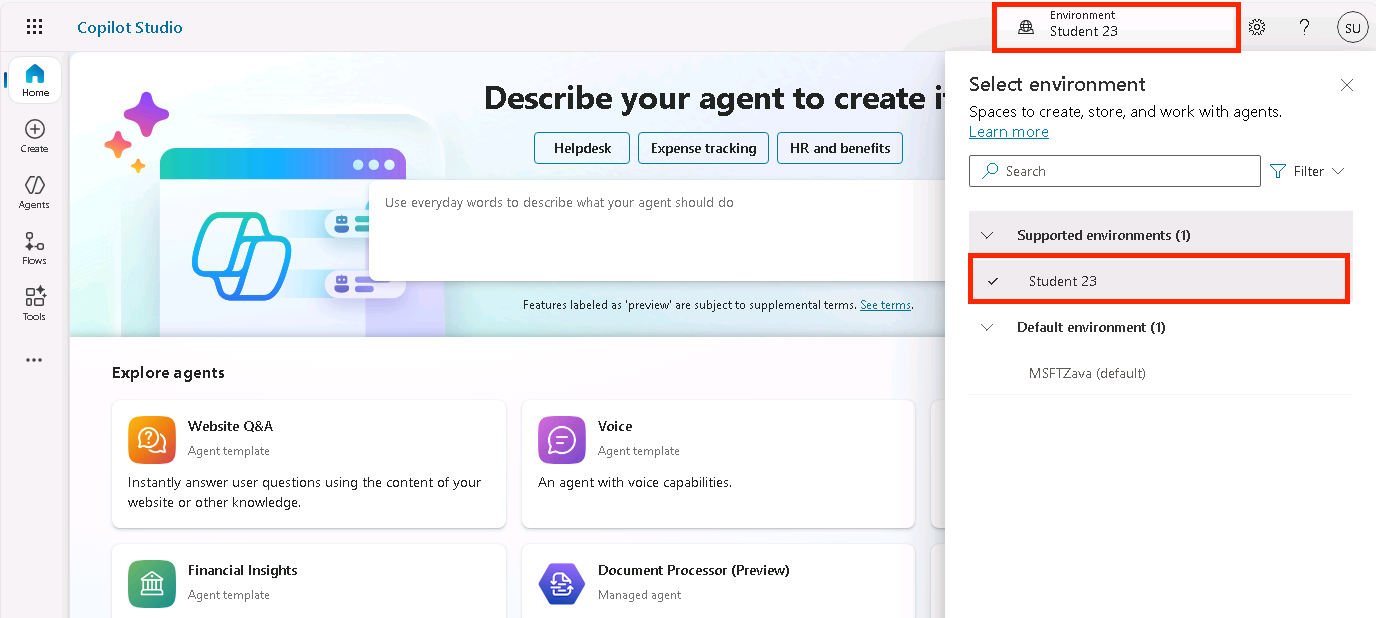 Copilot Studio
Environment
Student 23
?
SU
Home
Create
Agents
Flows
Tools
Describe your agent to create i
Helpdesk
Expense tracking
HR and benefits
Use everyday words to describe what your agent should do
Features labeled as 'preview' are subject to supplemental terms. See terms.
Explore agents
Website Q&A
Agent template
Instantly answer user questions using the content of your
website or other knowledge.
Voice
Agent template
An agent with voice capabilities.
Financial Insights
Agent template
Document Processor (Preview)
Managed agent
Select environment
Spaces to create, store, and work with agents.
Learn more
Search
Filter
Supported environments (1)
Student 23
Default environment (1)
MSFTZava (default)